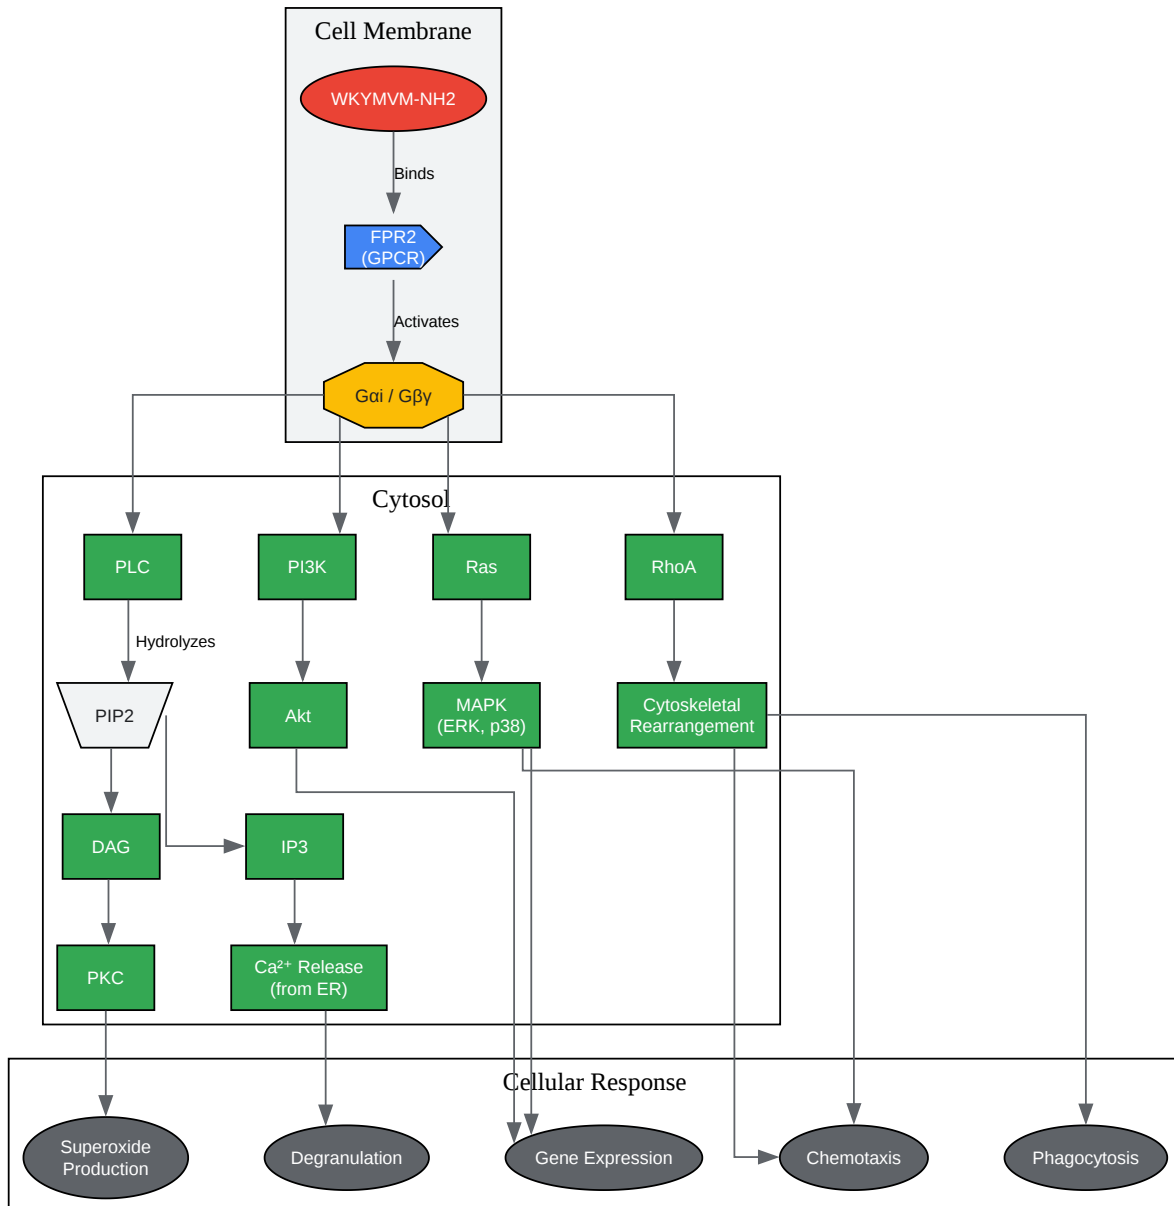 Cell Membrane
WKYMVM-NH2
Binds
FPR2
(GPCR)
Activates
Gαi / Gβγ
Cytosol
PLC
PI3K
Ras
RhoA
Hydrolyzes
PIP2
Akt
MAPK
(ERK, p38)
Cytoskeletal
Rearrangement
DAG
IP3
PKC
Ca²⁺ Release
(from ER)
Cellular Response
Superoxide
Production
Degranulation
Gene Expression
Chemotaxis
Phagocytosis